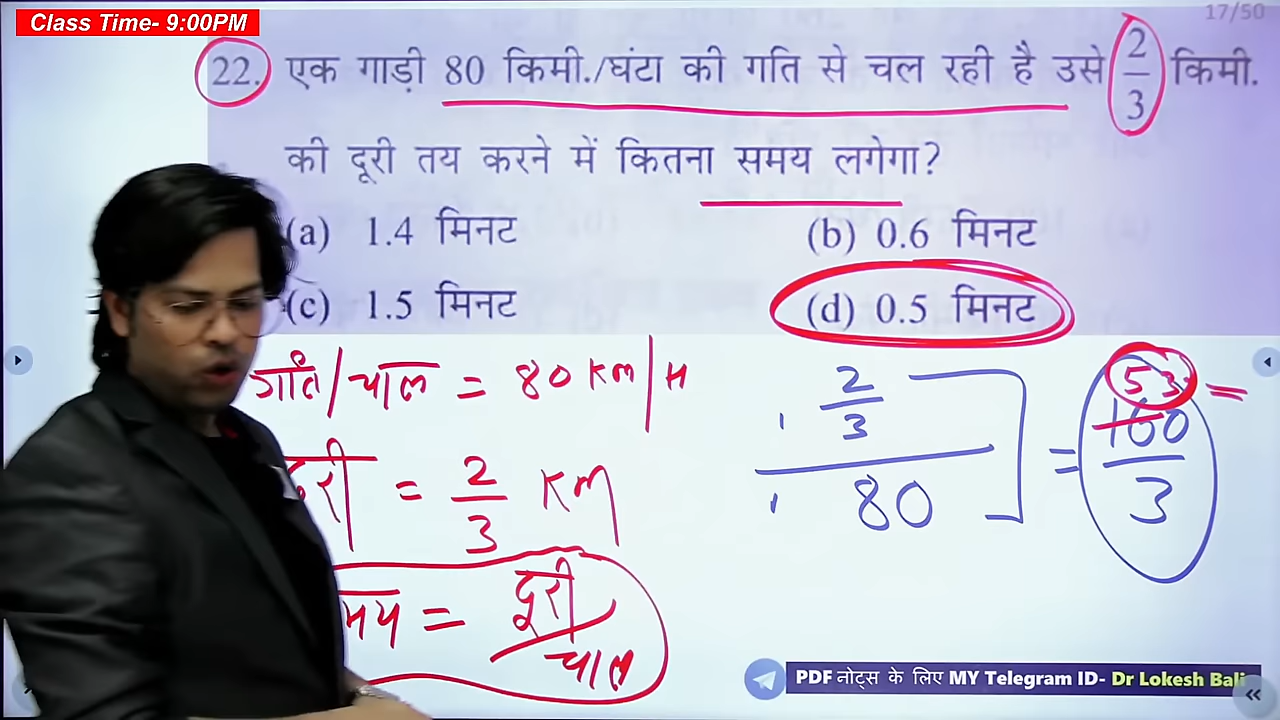 Class Time- 9:00PM
17/50
22. एक गाड़ी 80 किमी./घंटा की गति से चल रही है उसे 2/3 किमी.
की दूरी तय करने में कितना समय लगेगा?
(a) 1.4 मिनट (b) 0.6 मिनट
(c) 1.5 मिनट (d) 0.5 मिनट
गति/चाल = 80 Km/H
दूरी = 2/3 Km
मय = दूरी/चाल
2/3
80
=
53 =
160
3
PDF नोट्स के लिए MY Telegram ID- Dr Lokesh Bali